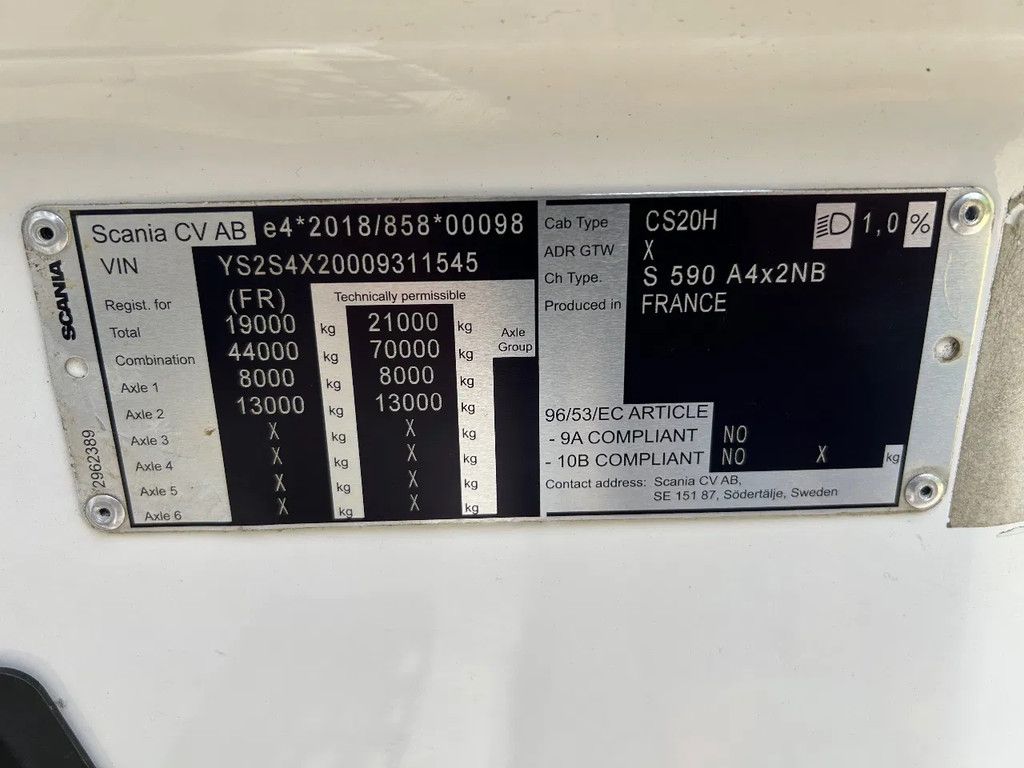 SCANIA
2962389
Scania CV AB e4*2018/858*00098
VIN YS2S4X20009311545
Regist. for (FR) Technically permissible
Total 19000 kg 21000 kg Axle Group
Combination 44000 kg 70000 kg
Axle 1 8000 kg 8000 kg
Axle 2 13000 kg 13000 kg
Axle 3 X kg X kg
Axle 4 X kg X kg
Axle 5 X kg X kg
Axle 6 X kg X kg
Cab Type CS20H 1,0 %
ADR GTW X
Ch Type. S 590 A4x2NB
Produced in FRANCE
96/53/EC ARTICLE
- 9A COMPLIANT NO
- 10B COMPLIANT NO X kg
Contact address: Scania CV AB,
SE 151 87, Södertälje, Sweden